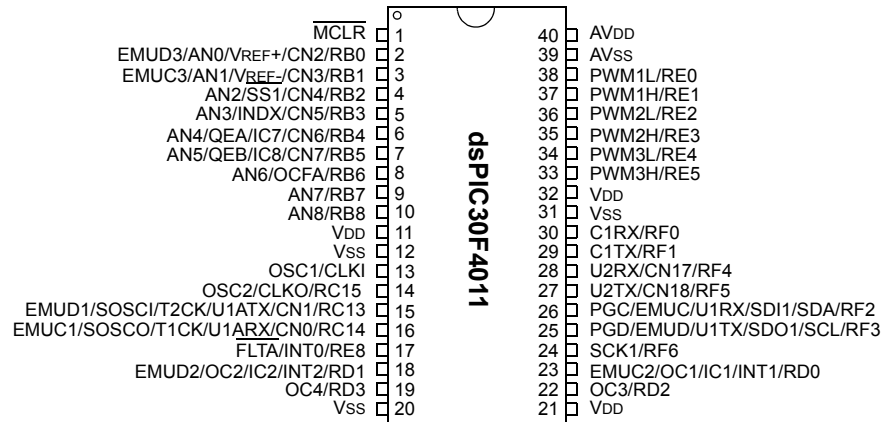 MCLR 1 40 AVDD
EMUD3/AN0/VREF+/CN2/RB0 2 39 AVSS
EMUC3/AN1/VREF-/CN3/RB1 3 38 PWM1L/RE0
AN2/SS1/CN4/RB2 4 37 PWM1H/RE1
AN3/INDX/CN5/RB3 5 36 PWM2L/RE2
AN4/QEA/IC7/CN6/RB4 6 35 PWM2H/RE3
AN5/QEB/IC8/CN7/RB5 7 34 PWM3L/RE4
AN6/OCFA/RB6 8 33 PWM3H/RE5
AN7/RB7 9 32 VDD
AN8/RB8 10 31 VSS
VDD 11 30 C1RX/RF0
VSS 12 29 C1TX/RF1
OSC1/CLKI 13 28 U2RX/CN17/RF4
OSC2/CLKO/RC15 14 27 U2TX/CN18/RF5
EMUD1/SOSCI/T2CK/U1ATX/CN1/RC13 15 26 PGC/EMUC/U1RX/SDI1/SDA/RF2
EMUC1/SOSCO/T1CK/U1ARX/CN0/RC14 16 25 PGD/EMUD/U1TX/SDO1/SCL/RF3
FLTA/INT0/RE8 17 24 SCK1/RF6
EMUD2/OC2/IC2/INT2/RD1 18 23 EMUC2/OC1/IC1/INT1/RD0
OC4/RD3 19 22 OC3/RD2
VSS 20 21 VDD
dsPIC30F4011